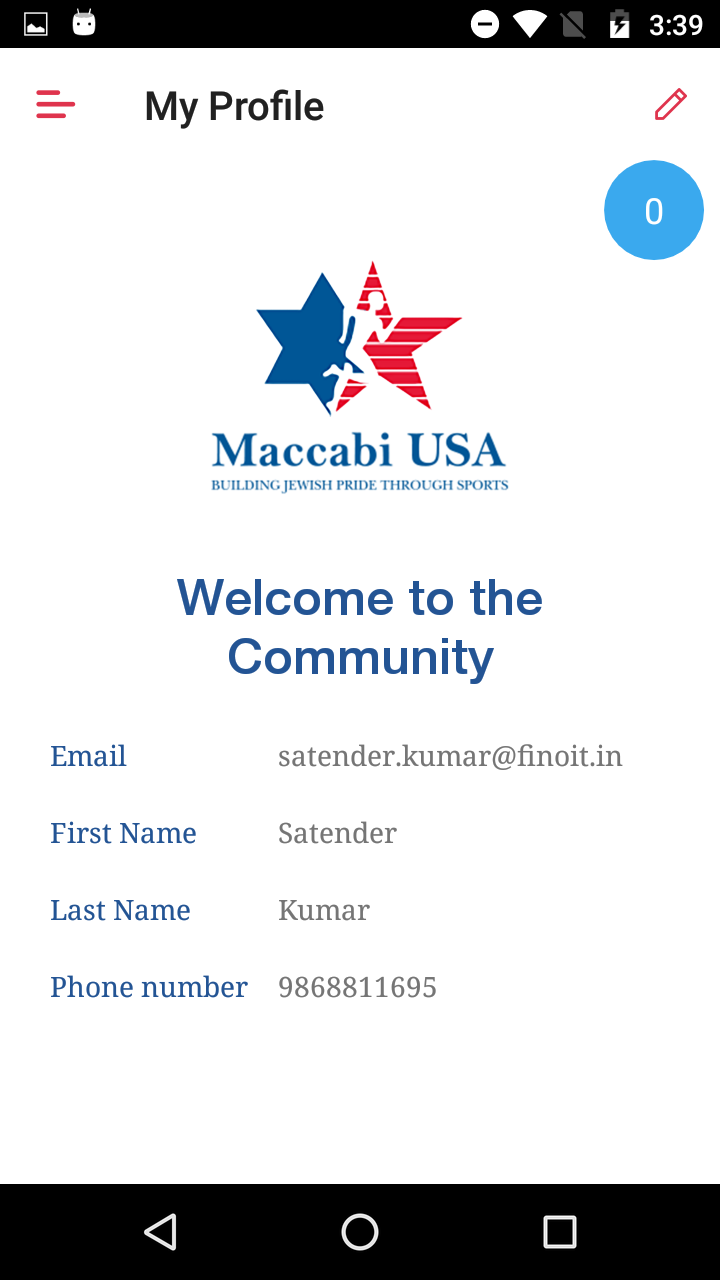 3:39
My Profile
0
Maccabi USA
BUILDING JEWISH PRIDE THROUGH SPORTS
Welcome to the
Community
Email satender.kumar@finoit.in
First Name Satender
Last Name Kumar
Phone number 9868811695